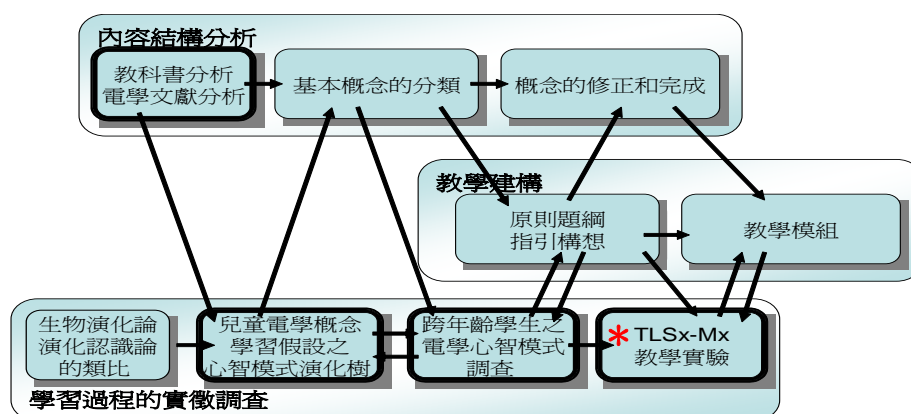 內容結構分析
教科書分析
電學文獻分析
基本概念的分類
概念的修正和完成
教學建構
原則題綱
指引構想
教學模組
生物演化論
演化認識論
的類比
兒童電學概念
學習假設之
心智模式演化樹
跨年齡學生之
電學心智模式
調查
* TLSx-Mx
教學實驗
學習過程的實徵調查